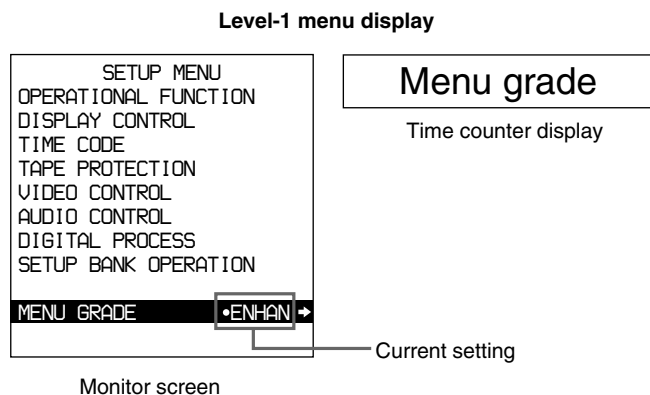 Level-1 menu display
SETUP MENU
OPERATIONAL FUNCTION
DISPLAY CONTROL
TIME CODE
TAPE PROTECTION
VIDEO CONTROL
AUDIO CONTROL
DIGITAL PROCESS
SETUP BANK OPERATION
MENU GRADE •ENHAN →
Monitor screen
Menu grade
Time counter display
Current setting